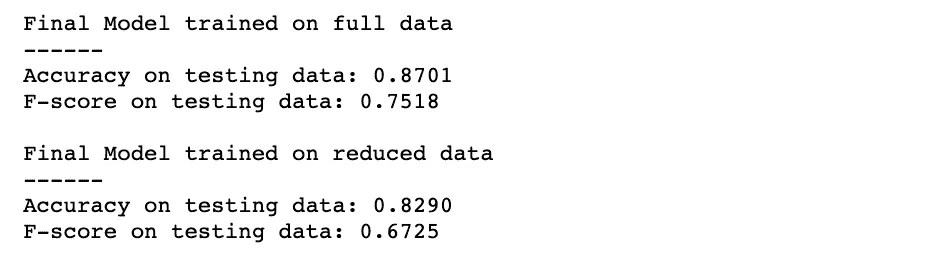 Final Model trained on full data
------
Accuracy on testing data: 0.8701
F-score on testing data: 0.7518

Final Model trained on reduced data
------
Accuracy on testing data: 0.8290
F-score on testing data: 0.6725